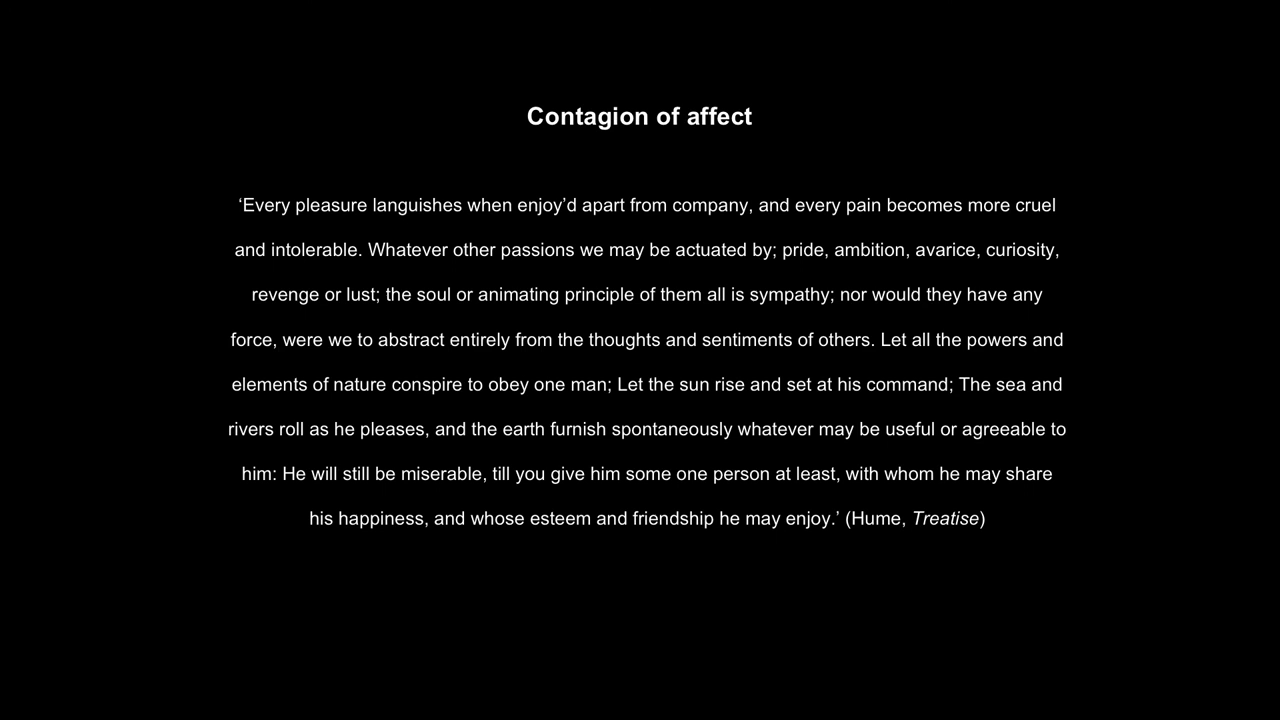 Contagion of affect
‘Every pleasure languishes when enjoy’d apart from company, and every pain becomes more cruel
and intolerable. Whatever other passions we may be actuated by; pride, ambition, avarice, curiosity,
revenge or lust; the soul or animating principle of them all is sympathy; nor would they have any
force, were we to abstract entirely from the thoughts and sentiments of others. Let all the powers and
elements of nature conspire to obey one man; Let the sun rise and set at his command; The sea and
rivers roll as he pleases, and the earth furnish spontaneously whatever may be useful or agreeable to
him: He will still be miserable, till you give him some one person at least, with whom he may share
his happiness, and whose esteem and friendship he may enjoy.’ (Hume, Treatise)